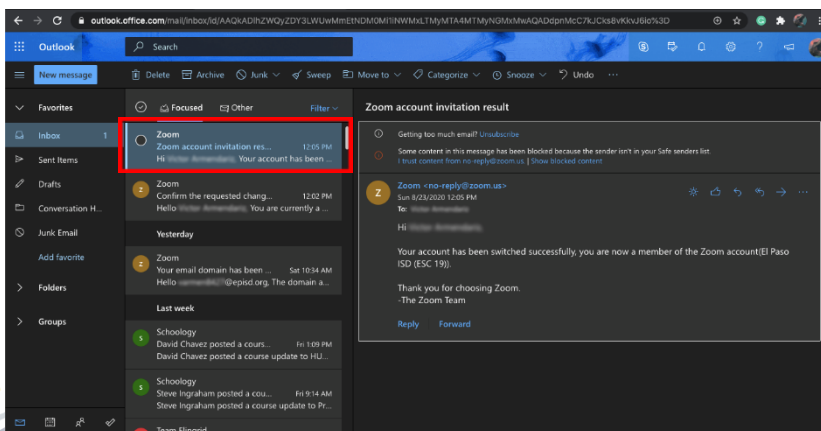 outlook.office.com/mail/inbox/id/AAQkADIhZWQyZDY3LWUwMmEtNDM0Mi1iNWMxLTMyMTA4MTMyNGMxMwAQADdpnMcC7kJCks8vKkvJ6io%3D
Outlook
Search
New message
Delete Archive Junk Sweep Move to Categorize Snooze Undo
Favorites
Inbox 1
Sent Items
Drafts
Conversation H...
Junk Email
Add favorite
Folders
Groups
Focused Other Filter
Zoom
Zoom account invitation res... 12:05 PM
Hi Your account has been ...
Z
Zoom
Confirm the requested chang... 12:02 PM
Hello You are currently a ...
Yesterday
Z
Zoom
Your email domain has been ... Sat 10:34 AM
Hello @episd.org, The domain a...
Last week
S
Schoology
David Chavez posted a cours... Fri 1:09 PM
David Chavez posted a course update to HU...
S
Schoology
Steve Ingraham posted a cou... Fri 9:14 AM
Steve Ingraham posted a course update to Pr...
Team Flipgrid
Zoom account invitation result
Getting too much email? Unsubscribe
Some content in this message has been blocked because the sender isn't in your Safe senders list.
I trust content from no-reply@zoom.us. | Show blocked content
Z
Zoom <no-reply@zoom.us>
Sun 8/23/2020 12:05 PM
To:
Hi
Your account has been switched successfully, you are now a member of the Zoom account(El Paso
ISD (ESC 19)).
Thank you for choosing Zoom.
-The Zoom Team
Reply Forward